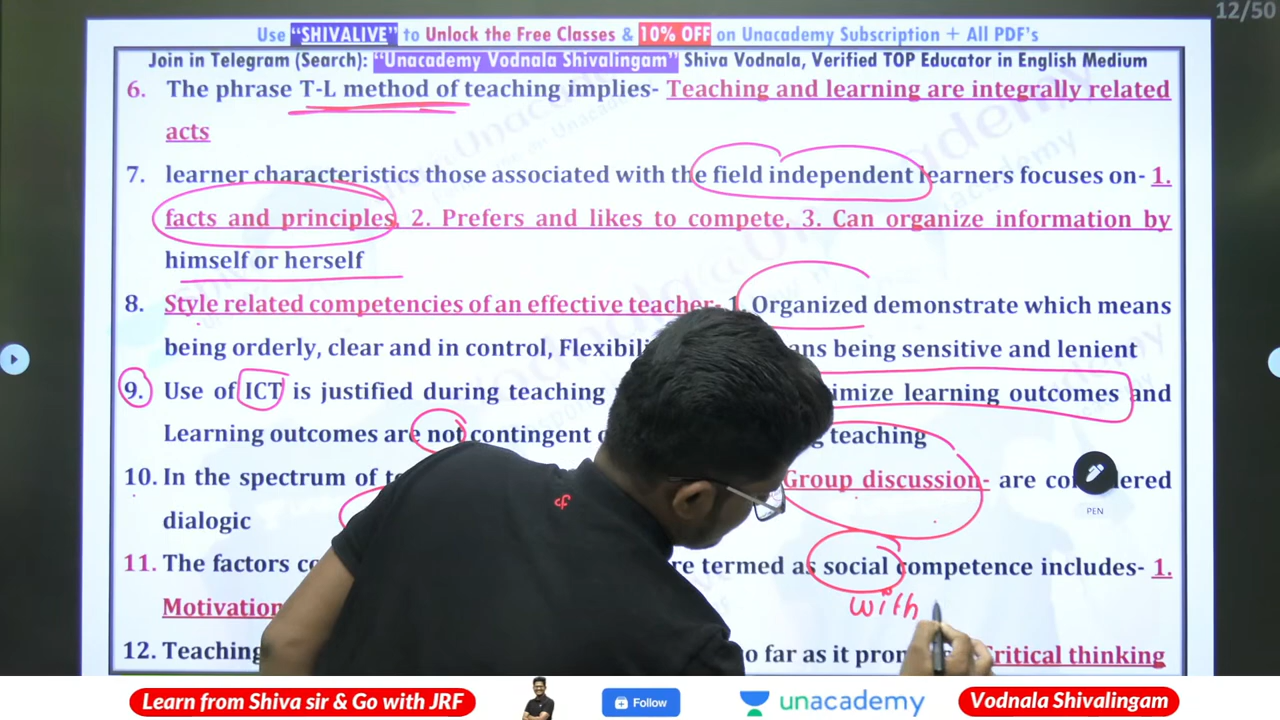 12/50
Use "SHIVALIVE" to Unlock the Free Classes & 10% OFF on Unacademy Subscription + All PDF's
Join in Telegram (Search): "Unacademy Vodnala Shivalingam" Shiva Vodnala, Verified TOP Educator in English Medium
6. The phrase T-L method of teaching implies- Teaching and learning are integrally related
acts
7. learner characteristics those associated with the field independent learners focuses on- 1.
facts and principles, 2. Prefers and likes to compete, 3. Can organize information by
himself or herself
8. Style related competencies of an effective teacher- 1. Organized demonstrate which means
being orderly, clear and in control, being sensitive and lenient
9. Use of ICT is justified during teaching learning outcomes and
Learning outcomes are not contingent teaching
10. In the spectrum of Group discussion- are
dialogic
11. The factors termed as social competence includes- 1.
Motivation
with
12. Teaching so far as it Critical thinking
PEN
Learn from Shiva sir & Go with JRF
Follow
unacademy
Vodnala Shivalingam